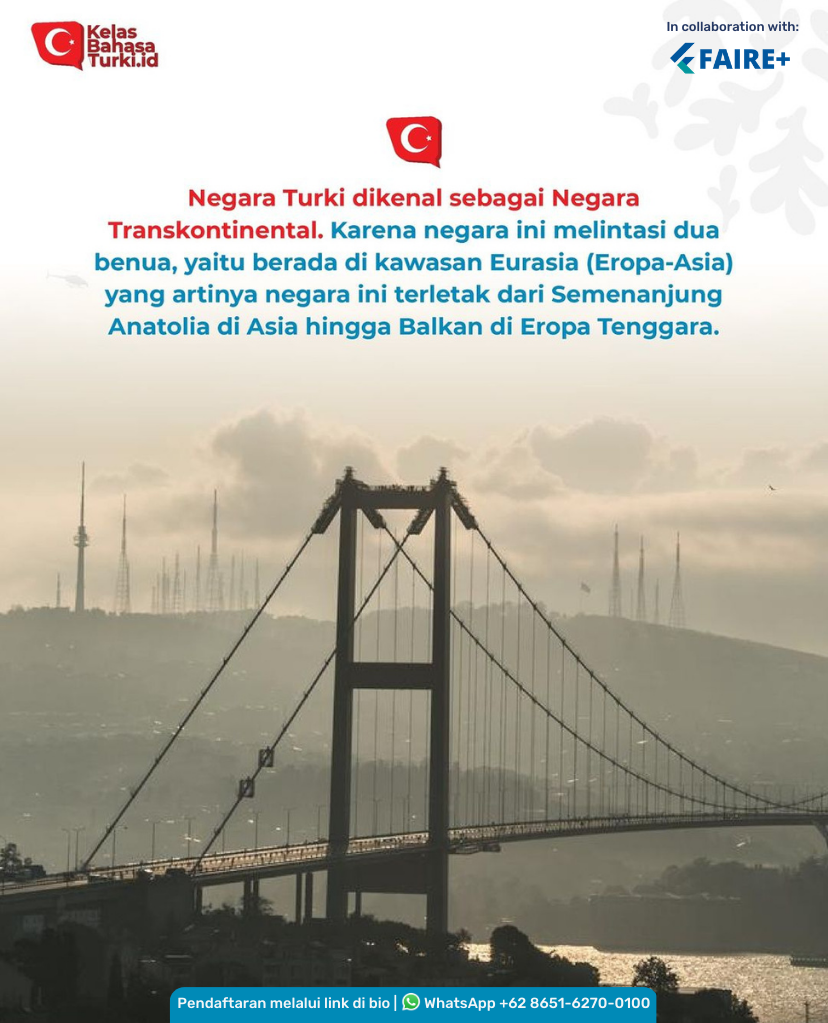 Kelas
Bahasa
Turki.id
In collaboration with:
FAIRE+
Negara Turki dikenal sebagai Negara
Transkontinental. Karena negara ini melintasi dua
benua, yaitu berada di kawasan Eurasia (Eropa-Asia)
yang artinya negara ini terletak dari Semenanjung
Anatolia di Asia hingga Balkan di Eropa Tenggara.
Pendaftaran melalui link di bio | WhatsApp +62 8651-6270-0100